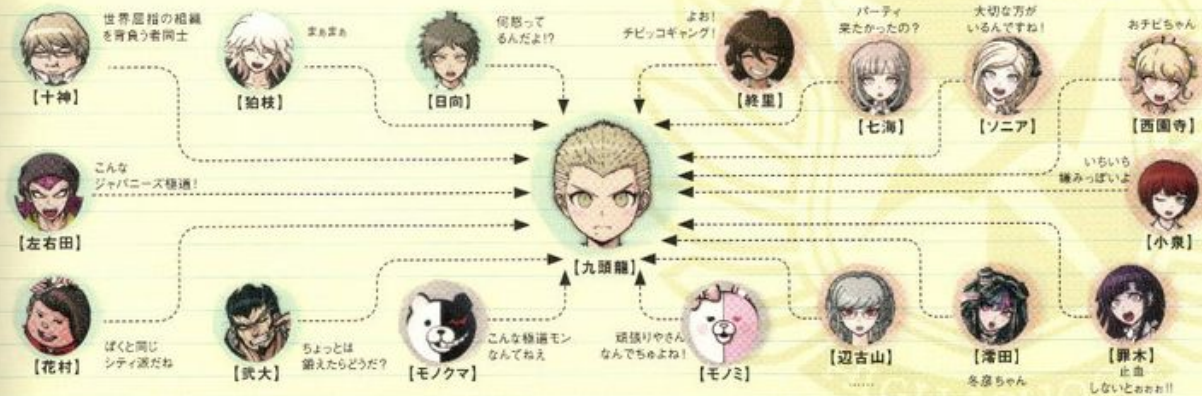 世界屈指の組織
を背負う者同士
【十神】
まぁまぁ
【狛枝】
何怒って
るんだよ!?
【日向】
よお!
チビッコギャング!
【終里】
パーティ
来たかったの?
【七海】
大切な方が
いるんですね!
【ソニア】
おチビちゃん
【西園寺】
こんな
ジャパニーズ極道!
【左右田】
【九頭龍】
いちいち
嫌みっぽいよ
【小泉】
【花村】
ぼくと同じ
シティ派だね
【弐大】
ちょっとは
鍛えたらどうだ?
【モノクマ】
こんな極道モン
なんてねえ
頑張りやさん
なんでちゅよね!
【モノミ】
【辺古山】
……
【澪田】
冬彦ちゃん
【罪木】
止血
しないとぉぉぉ!!